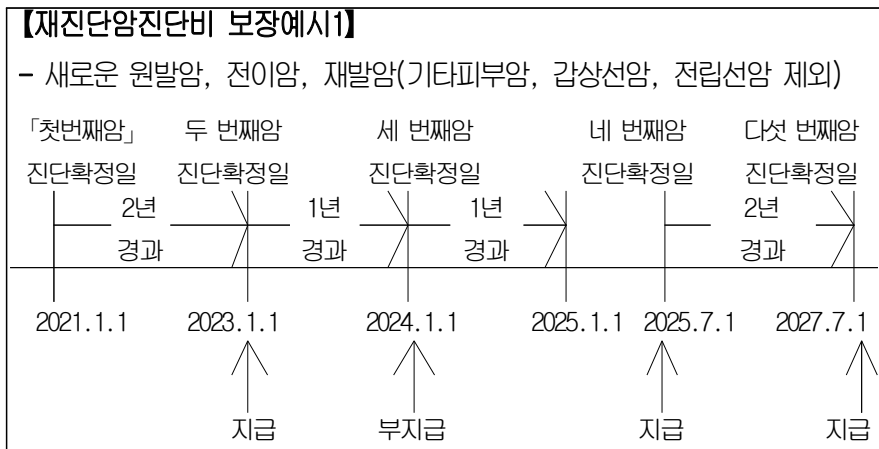 【재진단암진단비 보장예시1】
- 새로운 원발암, 전이암, 재발암(기타피부암, 갑상선암, 전립선암 제외)
「첫번째암」 두 번째암 세 번째암 네 번째암 다섯 번째암
진단확정일 진단확정일 진단확정일 진단확정일 진단확정일
2년 1년 1년 2년
경과 경과 경과 경과
2021.1.1 2023.1.1 2024.1.1 2025.1.1 2025.7.1 2027.7.1
지급 부지급 지급 지급